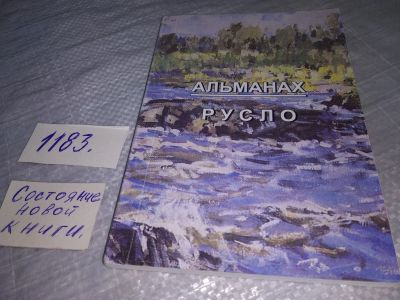 АЛЬМАНАХ
РУСЛО
1183.
Состояние
новой
книги.